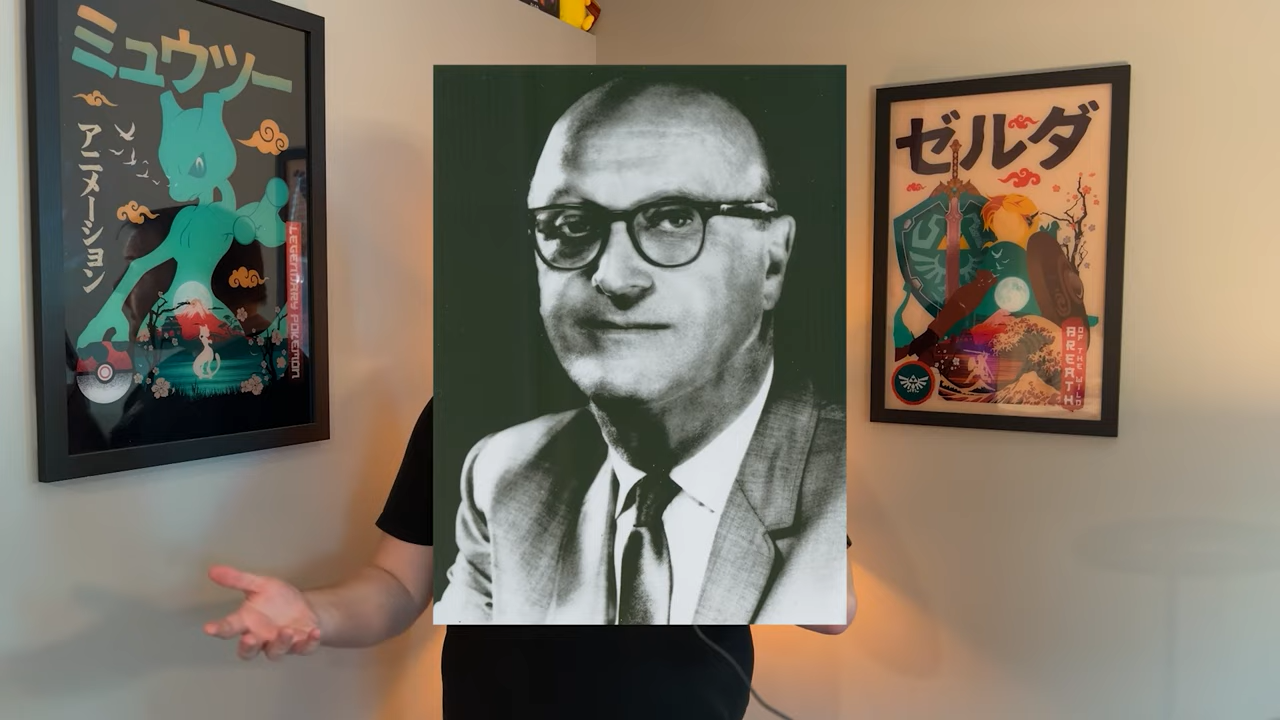 ミュウツー
アニメーション
LEGENDARY POKEMON
ゼルダ
BREATH
OF THE WILD